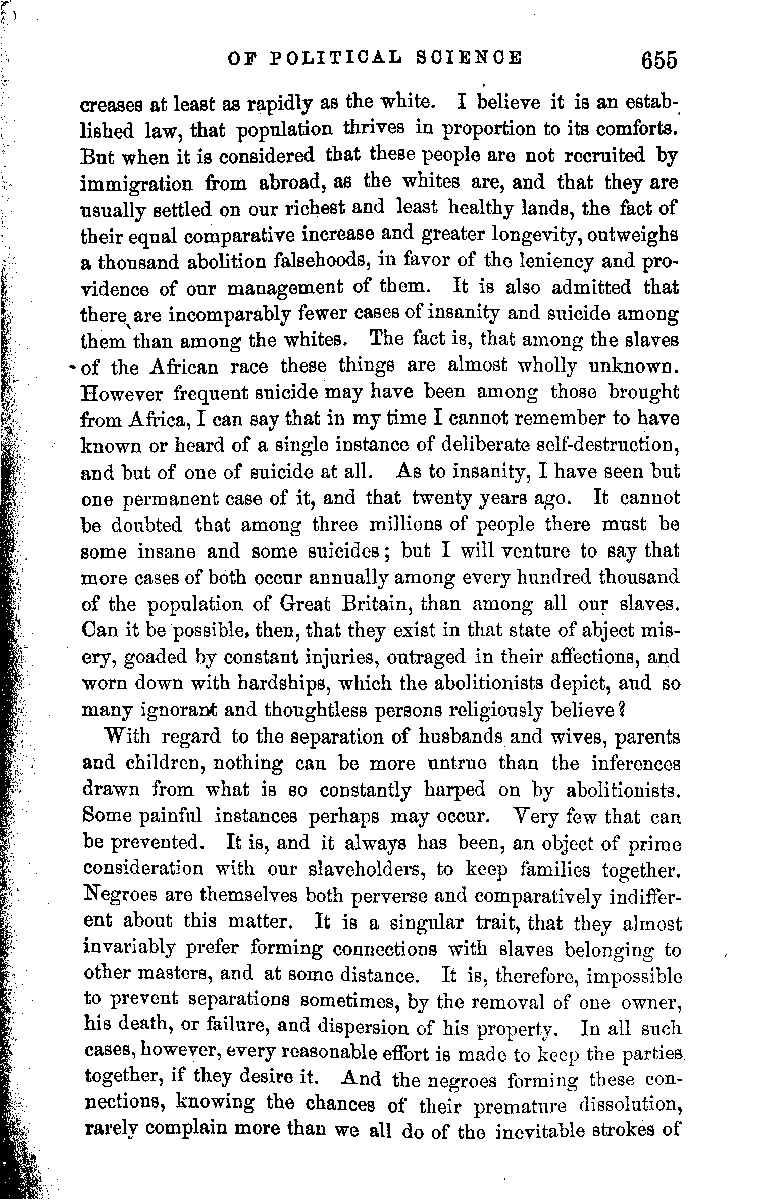 OF POLITICAL SCIENCE 655
creases at least as rapidly as the white. I believe it is an estab-
lished law, that population thrives in proportion to its comforts.
But when it is considered that these people are not recruited by
immigration from abroad, as the whites are, and that they are
usually settled on our richest and least healthy lands, the fact of
their equal comparative increase and greater longevity, outweighs
a thousand abolition falsehoods, in favor of the leniency and pro-
vidence of our management of them. It is also admitted that
there are incomparably fewer cases of insanity and suicide among
them than among the whites. The fact is, that among the slaves
of the African race these things are almost wholly unknown.
However frequent suicide may have been among those brought
from Africa, I can say that in my time I cannot remember to have
known or heard of a single instance of deliberate self-destruction,
and but of one of suicide at all. As to insanity, I have seen but
one permanent case of it, and that twenty years ago. It cannot
be doubted that among three millions of people there must be
some insane and some suicides; but I will venture to say that
more cases of both occur annually among every hundred thousand
of the population of Great Britain, than among all our slaves.
Can it be possible, then, that they exist in that state of abject mis-
ery, goaded by constant injuries, outraged in their affections, and
worn down with hardships, which the abolitionists depict, and so
many ignorant and thoughtless persons religiously believe?
With regard to the separation of husbands and wives, parents
and children, nothing can be more untrue than the inferences
drawn from what is so constantly harped on by abolitionists.
Some painful instances perhaps may occur. Very few that can
be prevented. It is, and it always has been, an object of prime
consideration with our slaveholders, to keep families together.
Negroes are themselves both perverse and comparatively indiffer-
ent about this matter. It is a singular trait, that they almost
invariably prefer forming connections with slaves belonging to
other masters, and at some distance. It is, therefore, impossible
to prevent separations sometimes, by the removal of one owner,
his death, or failure, and dispersion of his property. In all such
cases, however, every reasonable effort is made to keep the parties
together, if they desire it. And the negroes forming these con-
nections, knowing the chances of their premature dissolution,
rarely complain more than we all do of the inevitable strokes of